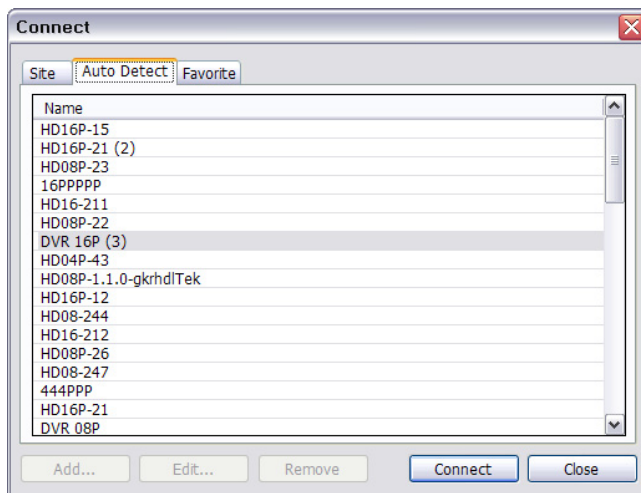 Connect
Site Auto Detect Favorite
Name
HD16P-15
HD16P-21 (2)
HD08P-23
16PPPPP
HD16-211
HD08P-22
DVR 16P (3)
HD04P-43
HD08P-1.1.0-gkrhdlTek
HD16P-12
HD08-244
HD16-212
HD08P-26
HD08-247
444PPP
HD16P-21
DVR 08P
Add... Edit... Remove Connect Close